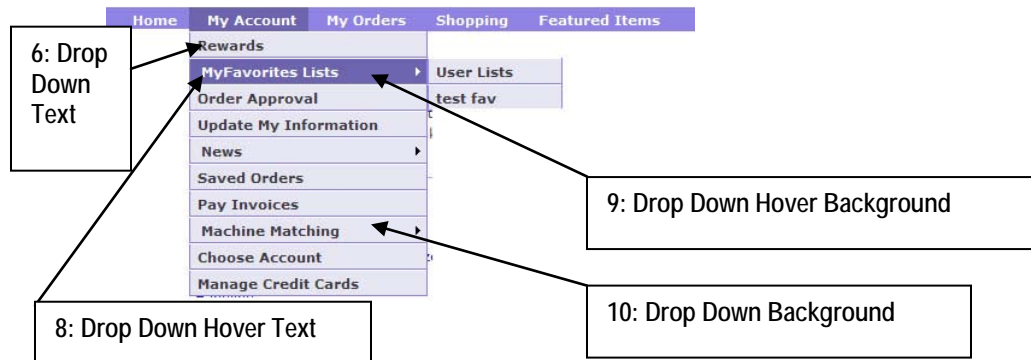 Home My Account My Orders Shopping Featured Items
6: Drop
Down
Text
Rewards
MyFavorites Lists
User Lists
Order Approval
test fav
Update My Information
News
Saved Orders
Pay Invoices
Machine Matching
Choose Account
Manage Credit Cards
9: Drop Down Hover Background
10: Drop Down Background
8: Drop Down Hover Text